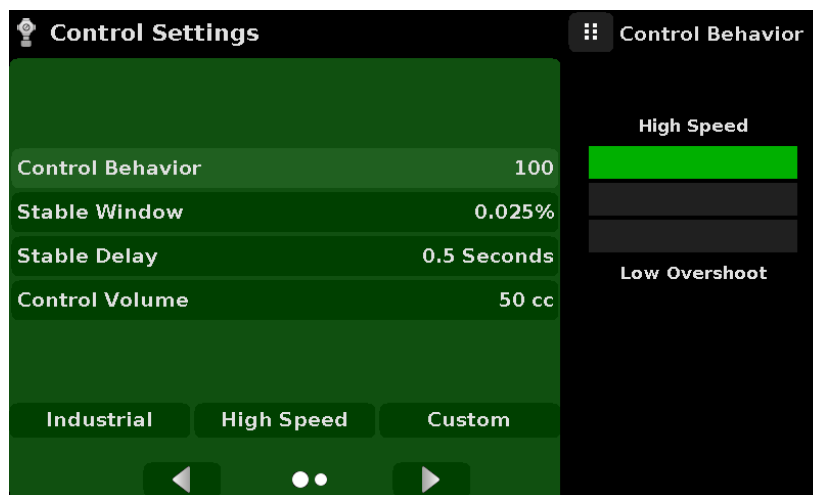 Control Settings
Control Behavior
High Speed
Control Behavior 100
Stable Window 0.025%
Stable Delay 0.5 Seconds
Low Overshoot
Control Volume 50 cc
Industrial High Speed Custom